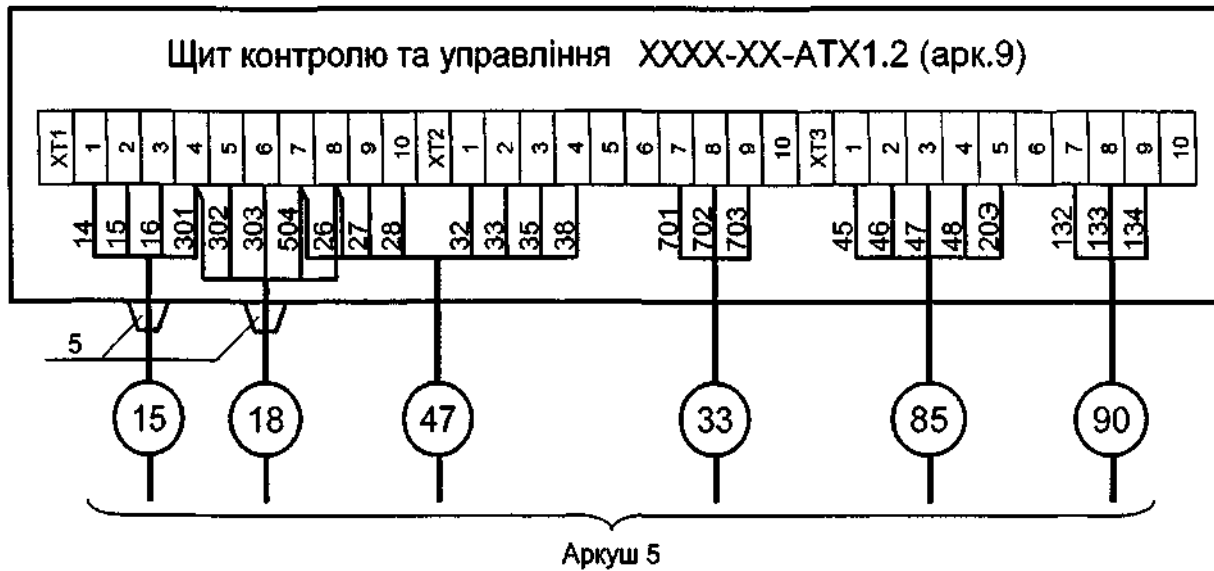 Щит контролю та управління XXXX-XX-ATX1.2 (арк.9)
XT1 1 2 3 4 5 6 7 8 9 10 XT2 1 2 3 4 5 6 7 8 9 10 XT3 1 2 3 4 5 6 7 8 9 10
14 15 16 301 302 303 504 26 27 28 32 33 35 38 701 702 703 45 46 47 48 203 132 133 134
5
15 18 47 33 85 90
Аркуш 5